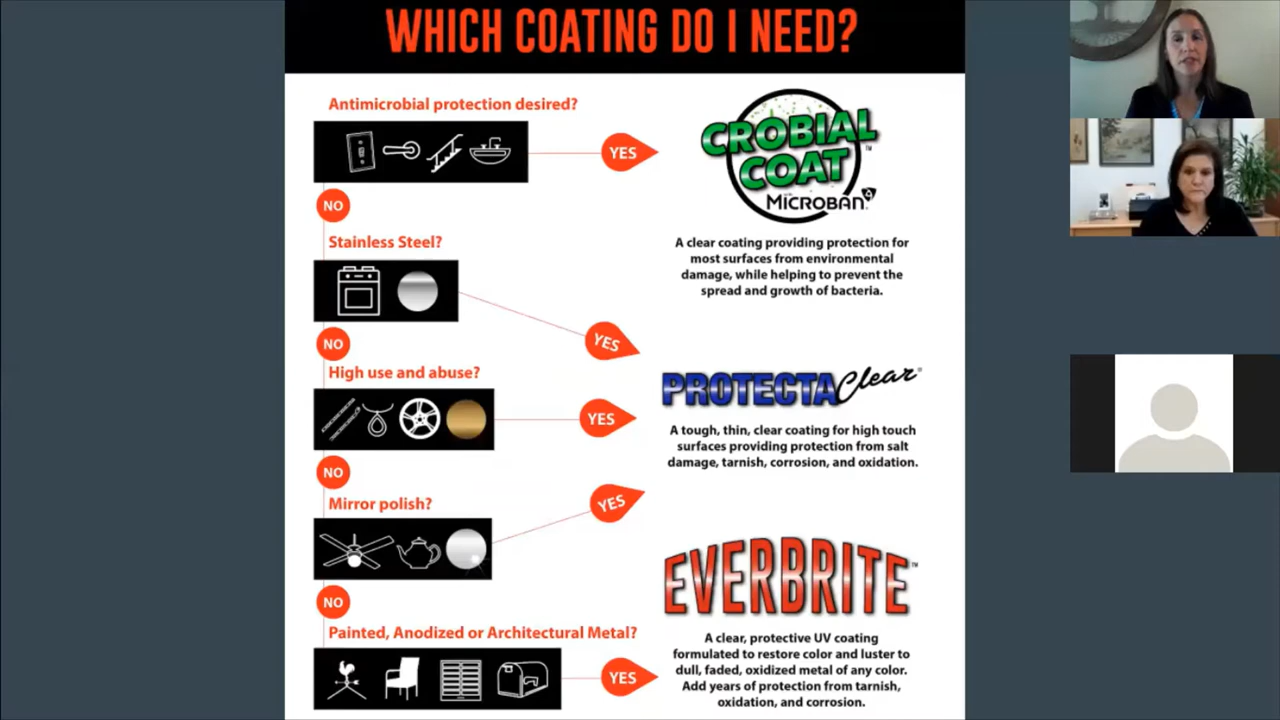 WHICH COATING DO I NEED?
Antimicrobial protection desired?
YES
CROBIAL
COAT
™
MICROBAN
NO
A clear coating providing protection for
most surfaces from environmental
damage, while helping to prevent the
spread and growth of bacteria.
Stainless Steel?
YES
NO
High use and abuse?
YES
PROTECTAClear®
A tough, thin, clear coating for high touch
surfaces providing protection from salt
damage, tarnish, corrosion, and oxidation.
NO
Mirror polish?
YES
EVERBRITE™
NO
Painted, Anodized or Architectural Metal?
YES
A clear, protective UV coating
formulated to restore color and luster to
dull, faded, oxidized metal of any color.
Add years of protection from tarnish,
oxidation, and corrosion.